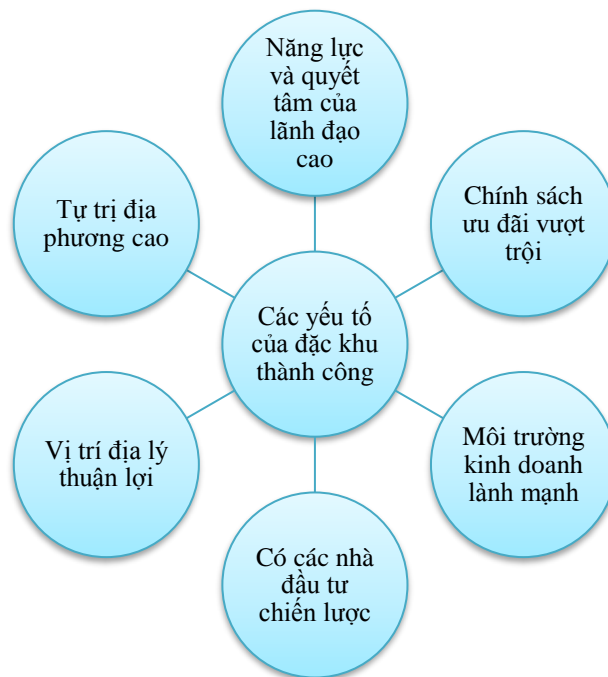 Năng lực
và quyết
tâm của
lãnh đạo
cao
Tự trị địa
phương cao
Chính sách
ưu đãi vượt
trội
Các yếu tố
của đặc khu
thành công
Vị trí địa lý
thuận lợi
Môi trường
kinh doanh
lành mạnh
Có các nhà
đầu tư
chiến lược